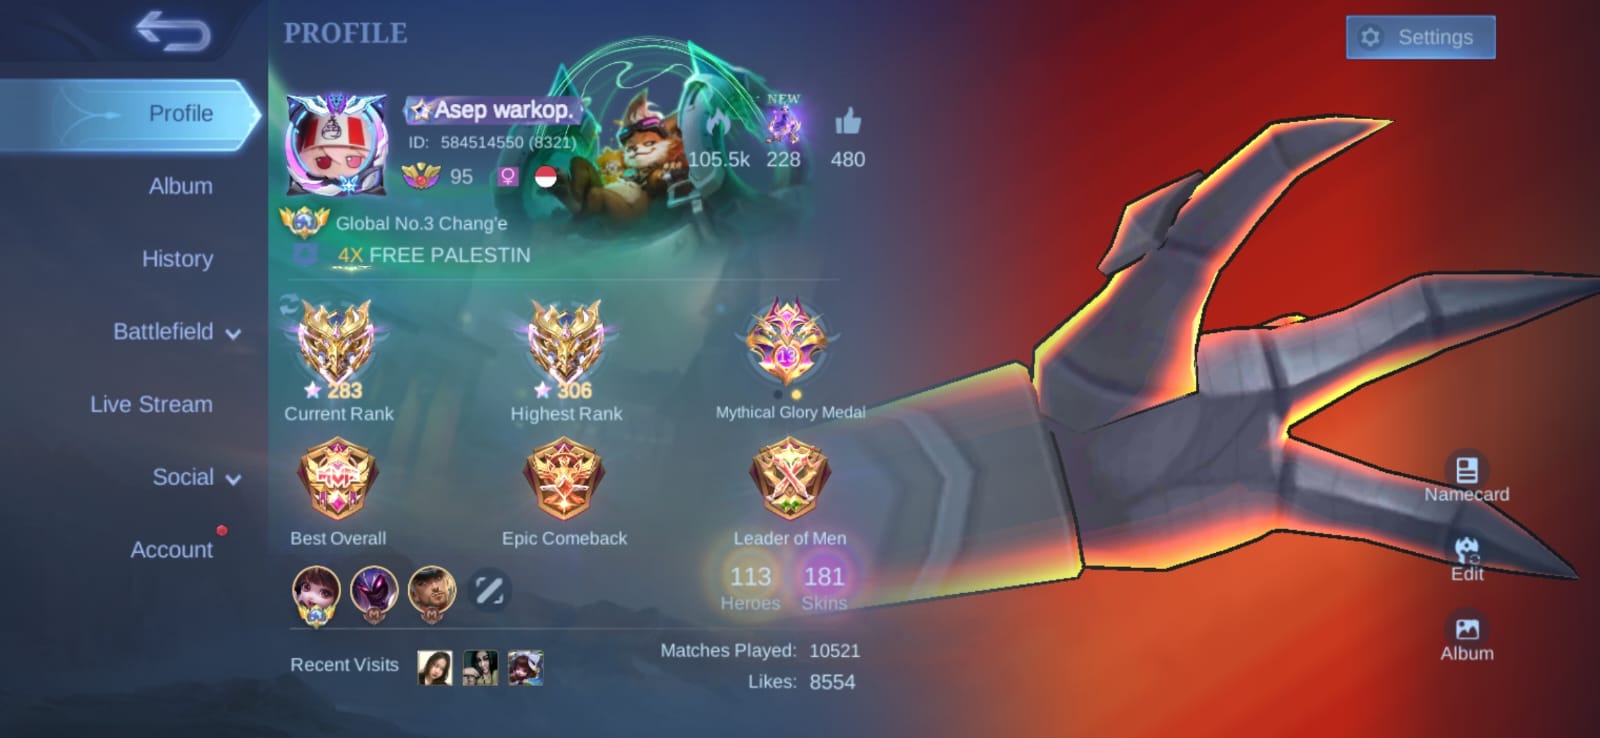 PROFILE
Settings
Profile
Album
History
Battlefield
Live Stream
Social
Account
Asep warkop.
ID: 584514550 (8321)
95
NEW
105.5k
228
480
Global No.3 Chang'e
4X FREE PALESTIN
283
Current Rank
306
Highest Rank
13
Mythical Glory Medal
Best Overall
Epic Comeback
Leader of Men
113
Heroes
181
Skins
Recent Visits
Matches Played: 10521
Likes: 8554
Namecard
Edit
Album